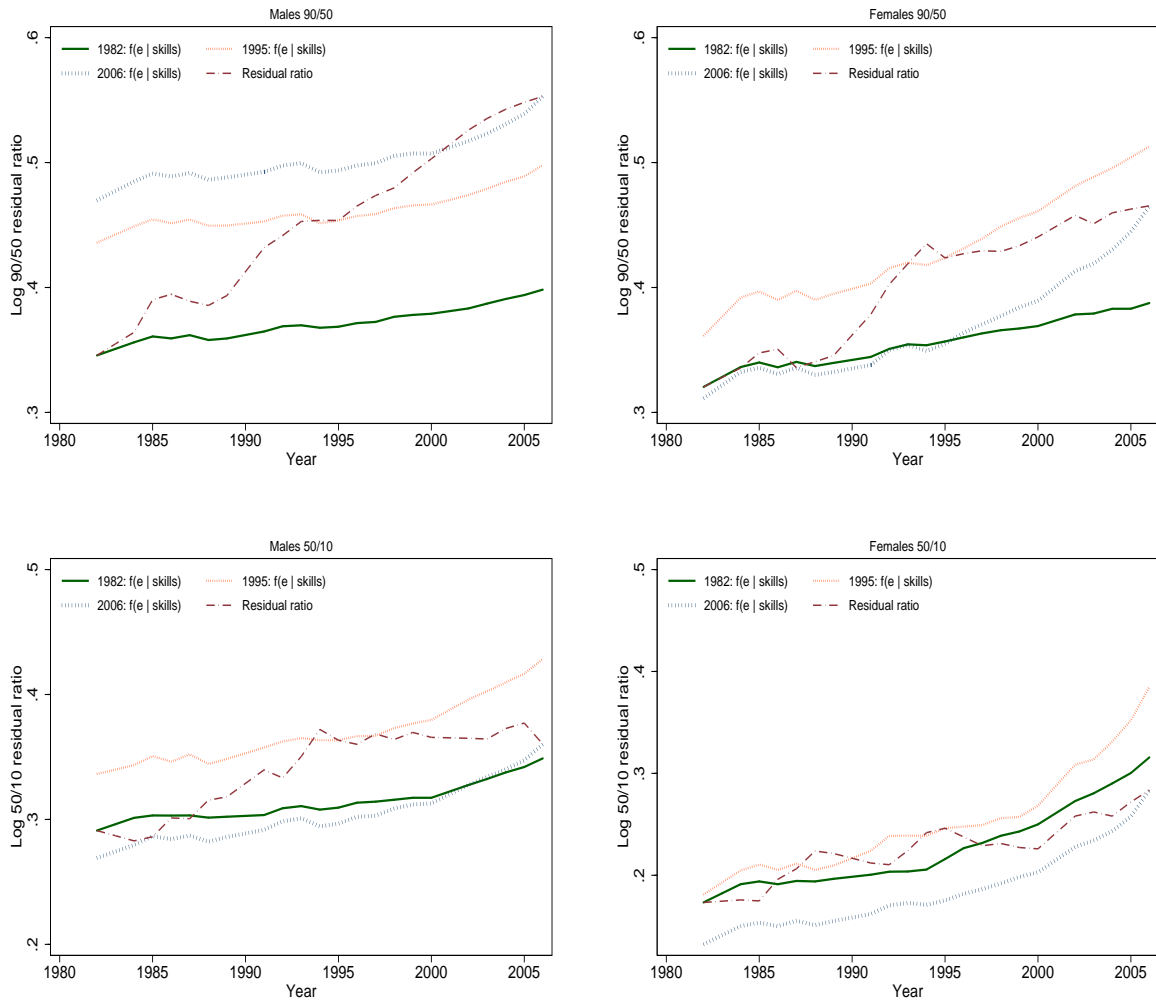 Males 90/50
1982: f(e | skills) 1995: f(e | skills)
2006: f(e | skills) Residual ratio
Log 90/50 residual ratio
.6
.5
.4
.3
1980 1985 1990 1995 2000 2005
Year
Females 90/50
1982: f(e | skills) 1995: f(e | skills)
2006: f(e | skills) Residual ratio
Log 90/50 residual ratio
.6
.5
.4
.3
1980 1985 1990 1995 2000 2005
Year
Males 50/10
1982: f(e | skills) 1995: f(e | skills)
2006: f(e | skills) Residual ratio
Log 50/10 residual ratio
.5
.4
.3
.2
1980 1985 1990 1995 2000 2005
Year
Females 50/10
1982: f(e | skills) 1995: f(e | skills)
2006: f(e | skills) Residual ratio
Log 50/10 residual ratio
.5
.4
.3
.2
1980 1985 1990 1995 2000 2005
Year